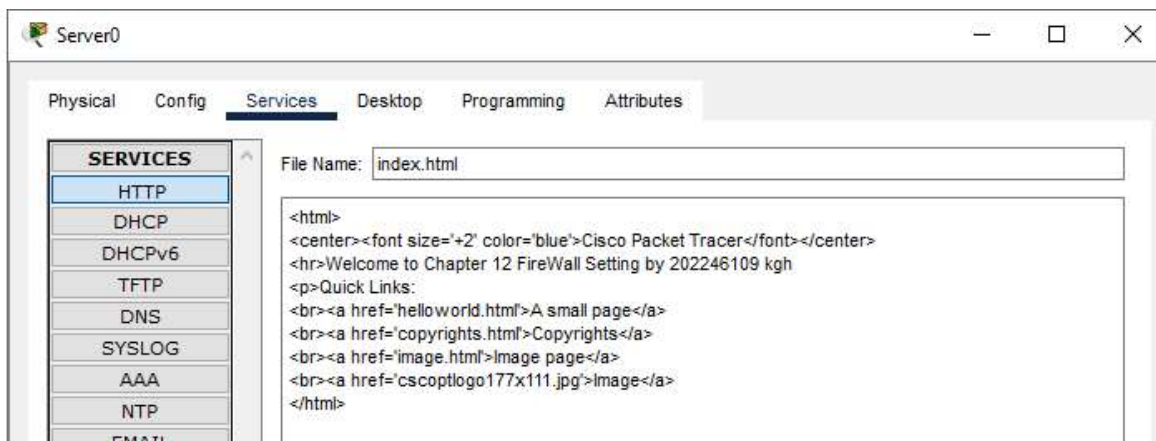 Server0
Physical Config Services Desktop Programming Attributes
SERVICES
HTTP
DHCP
DHCPv6
TFTP
DNS
SYSLOG
AAA
NTP
EMAIL
File Name: index.html
<html>
<center><font size='+2' color='blue'>Cisco Packet Tracer</font></center>
<hr>Welcome to Chapter 12 FireWall Setting by 202246109 kgh
<p>Quick Links:
<br><a href='helloworld.html'>A small page</a>
<br><a href='copyrights.html'>Copyrights</a>
<br><a href='image.html'>Image page</a>
<br><a href='cscoptlogo177x111.jpg'>Image</a>
</html>